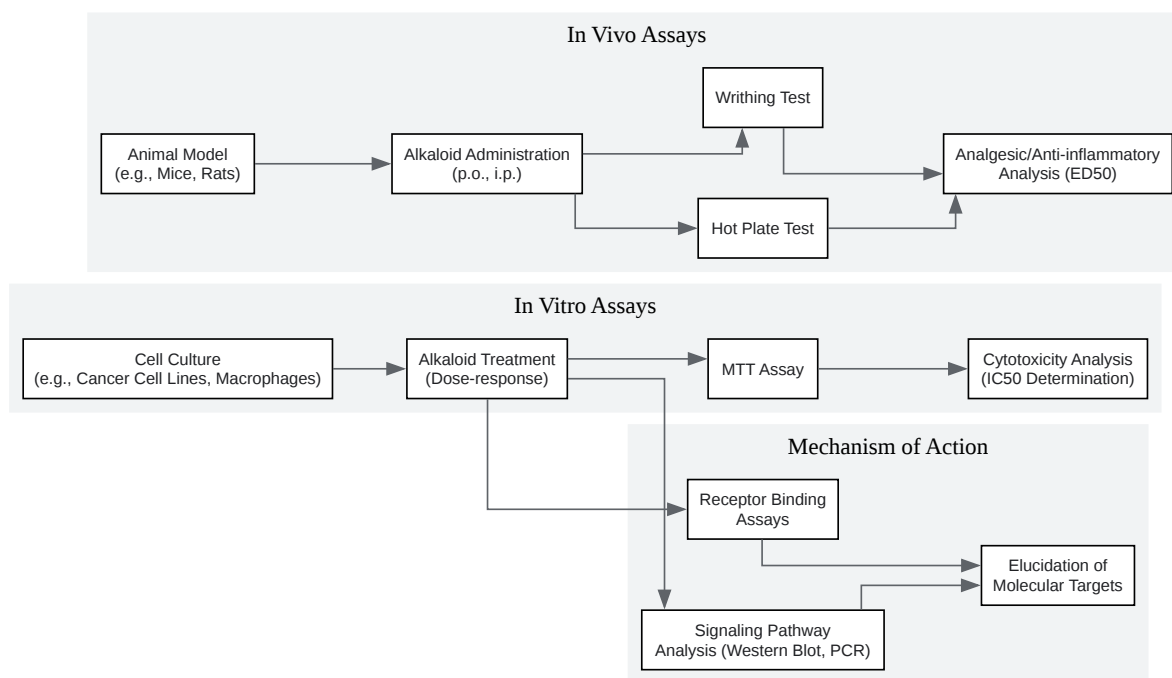 In Vivo Assays
Writhing Test
Animal Model
(e.g., Mice, Rats)
Alkaloid Administration
(p.o., i.p.)
Analgesic/Anti-inflammatory
Analysis (ED50)
Hot Plate Test
In Vitro Assays
Cell Culture
(e.g., Cancer Cell Lines, Macrophages)
Alkaloid Treatment
(Dose-response)
MTT Assay
Cytotoxicity Analysis
(IC50 Determination)
Mechanism of Action
Receptor Binding
Assays
Elucidation of
Molecular Targets
Signaling Pathway
Analysis (Western Blot, PCR)